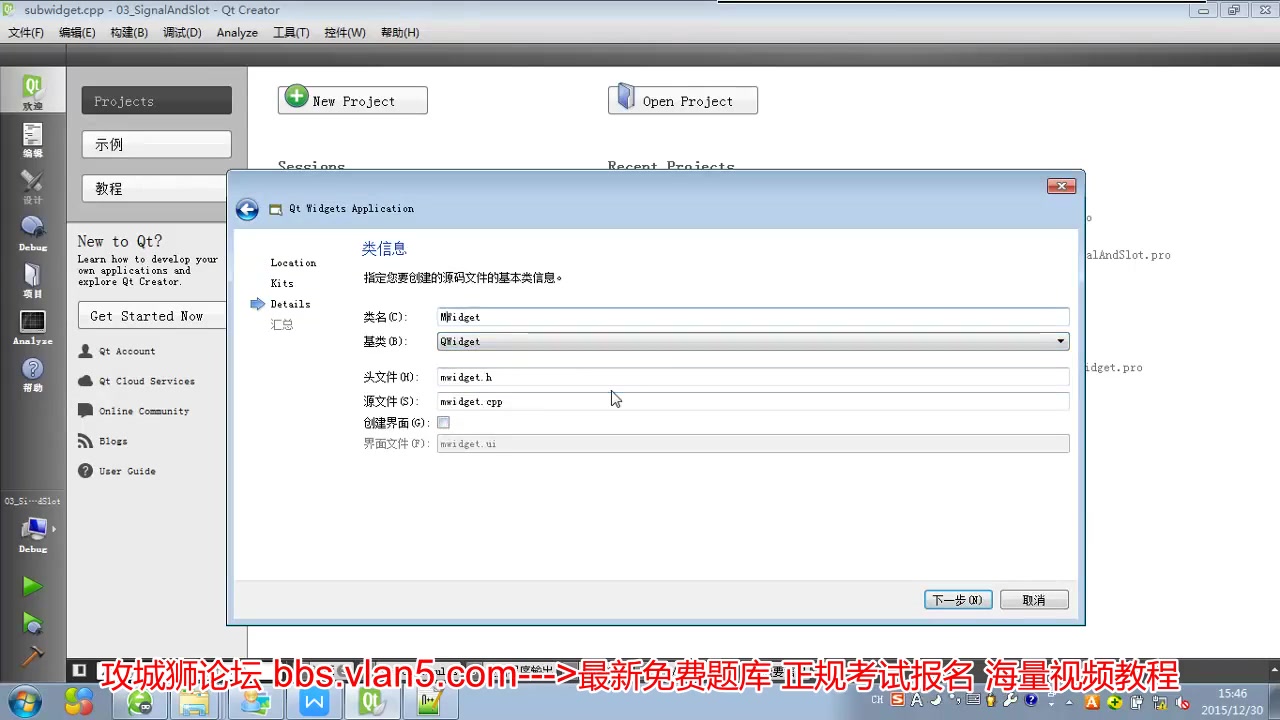 subwidget.cpp - 03_SignalAndSlot - Qt Creator
文件(F) 编辑(E) 构建(B) 调试(D) Analyze 工具(T) 控件(W) 帮助(H)
Qt
欢迎
编辑
设计
Debug
项目
Analyze
帮助
03_Si···dSlot
Debug
Projects
示例
教程
New to Qt?
Learn how to develop your
own applications and
explore Qt Creator.
Get Started Now
Qt Account
Qt Cloud Services
Online Community
Blogs
User Guide
New Project
Open Project
Sessions
Recent Projects
alAndSlot.pro
idget.pro
Qt Widgets Application
Location
Kits
Details
汇总
类信息
指定您要创建的源码文件的基本类信息。
类名(C): MWidget
基类(B): QWidget
头文件(H): mwidget.h
源文件(S): mwidget.cpp
创建界面(G):
界面文件(F): mwidget.ui
下一步(N) 取消
攻城狮论坛 bbs.vlan5.com--->最新免费题库 正规考试报名 海量视频教程
CH
15:46
2015/12/30